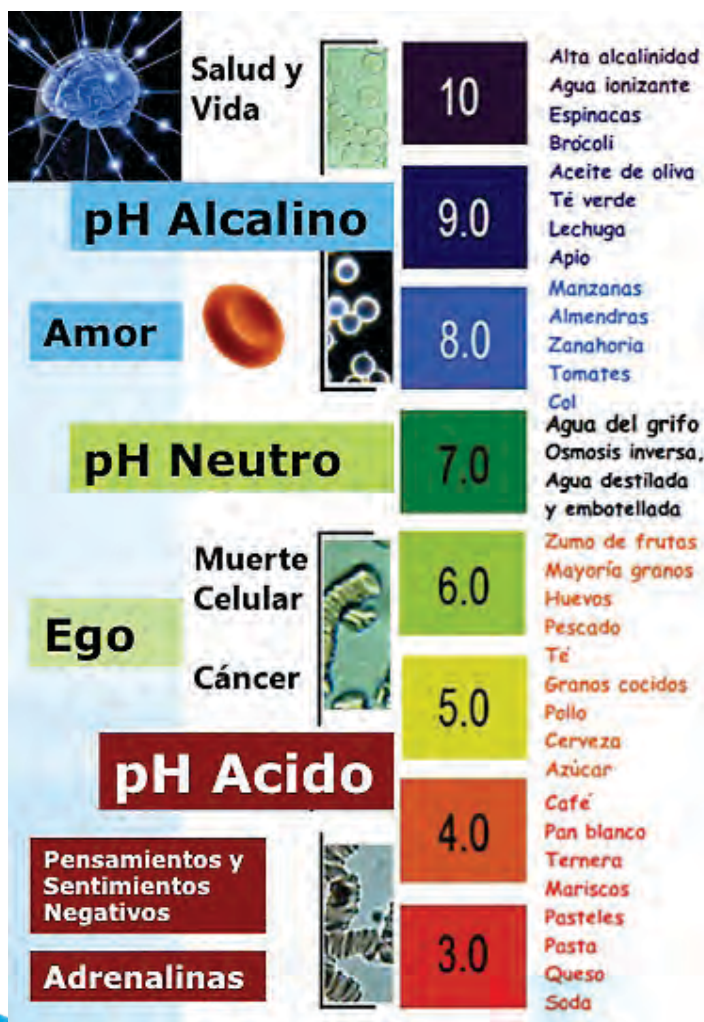 Salud y
Vida
10
Alta alcalinidad
Agua ionizante
Espinacas
Brócoli
pH Alcalino
9.0
Aceite de oliva
Té verde
Lechuga
Apio
Amor
8.0
Manzanas
Almendras
Zanahoria
Tomates
Col
pH Neutro
7.0
Agua del grifo
Osmosis inversa,
Agua destilada
y embotellada
Muerte
Celular
6.0
Zumo de frutas
Mayoría granos
Huevos
Pescado
Ego
Cáncer
5.0
Té
Granos cocidos
Pollo
Cerveza
Azúcar
pH Acido
4.0
Café
Pan blanco
Ternera
Mariscos
Pensamientos y
Sentimientos
Negativos
Adrenalinas
3.0
Pasteles
Pasta
Queso
Soda